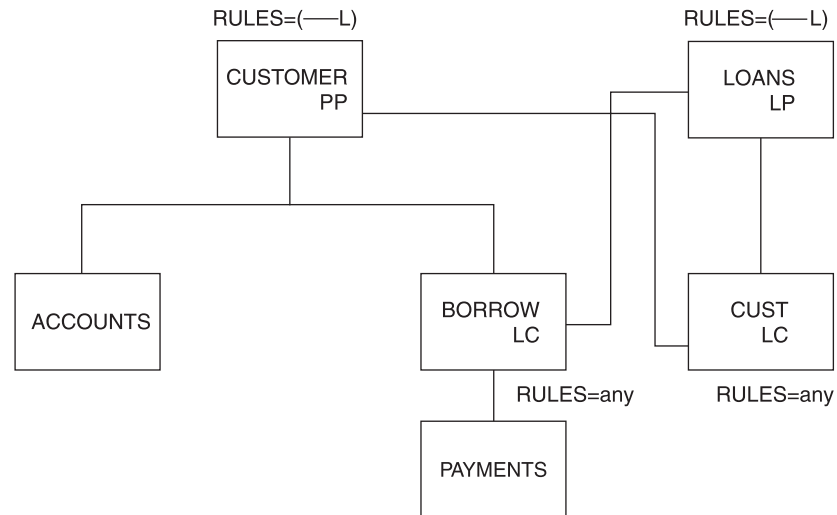 RULES=(——L)
CUSTOMER
PP
RULES=(——L)
LOANS
LP
ACCOUNTS
BORROW
LC
CUST
LC
RULES=any
RULES=any
PAYMENTS